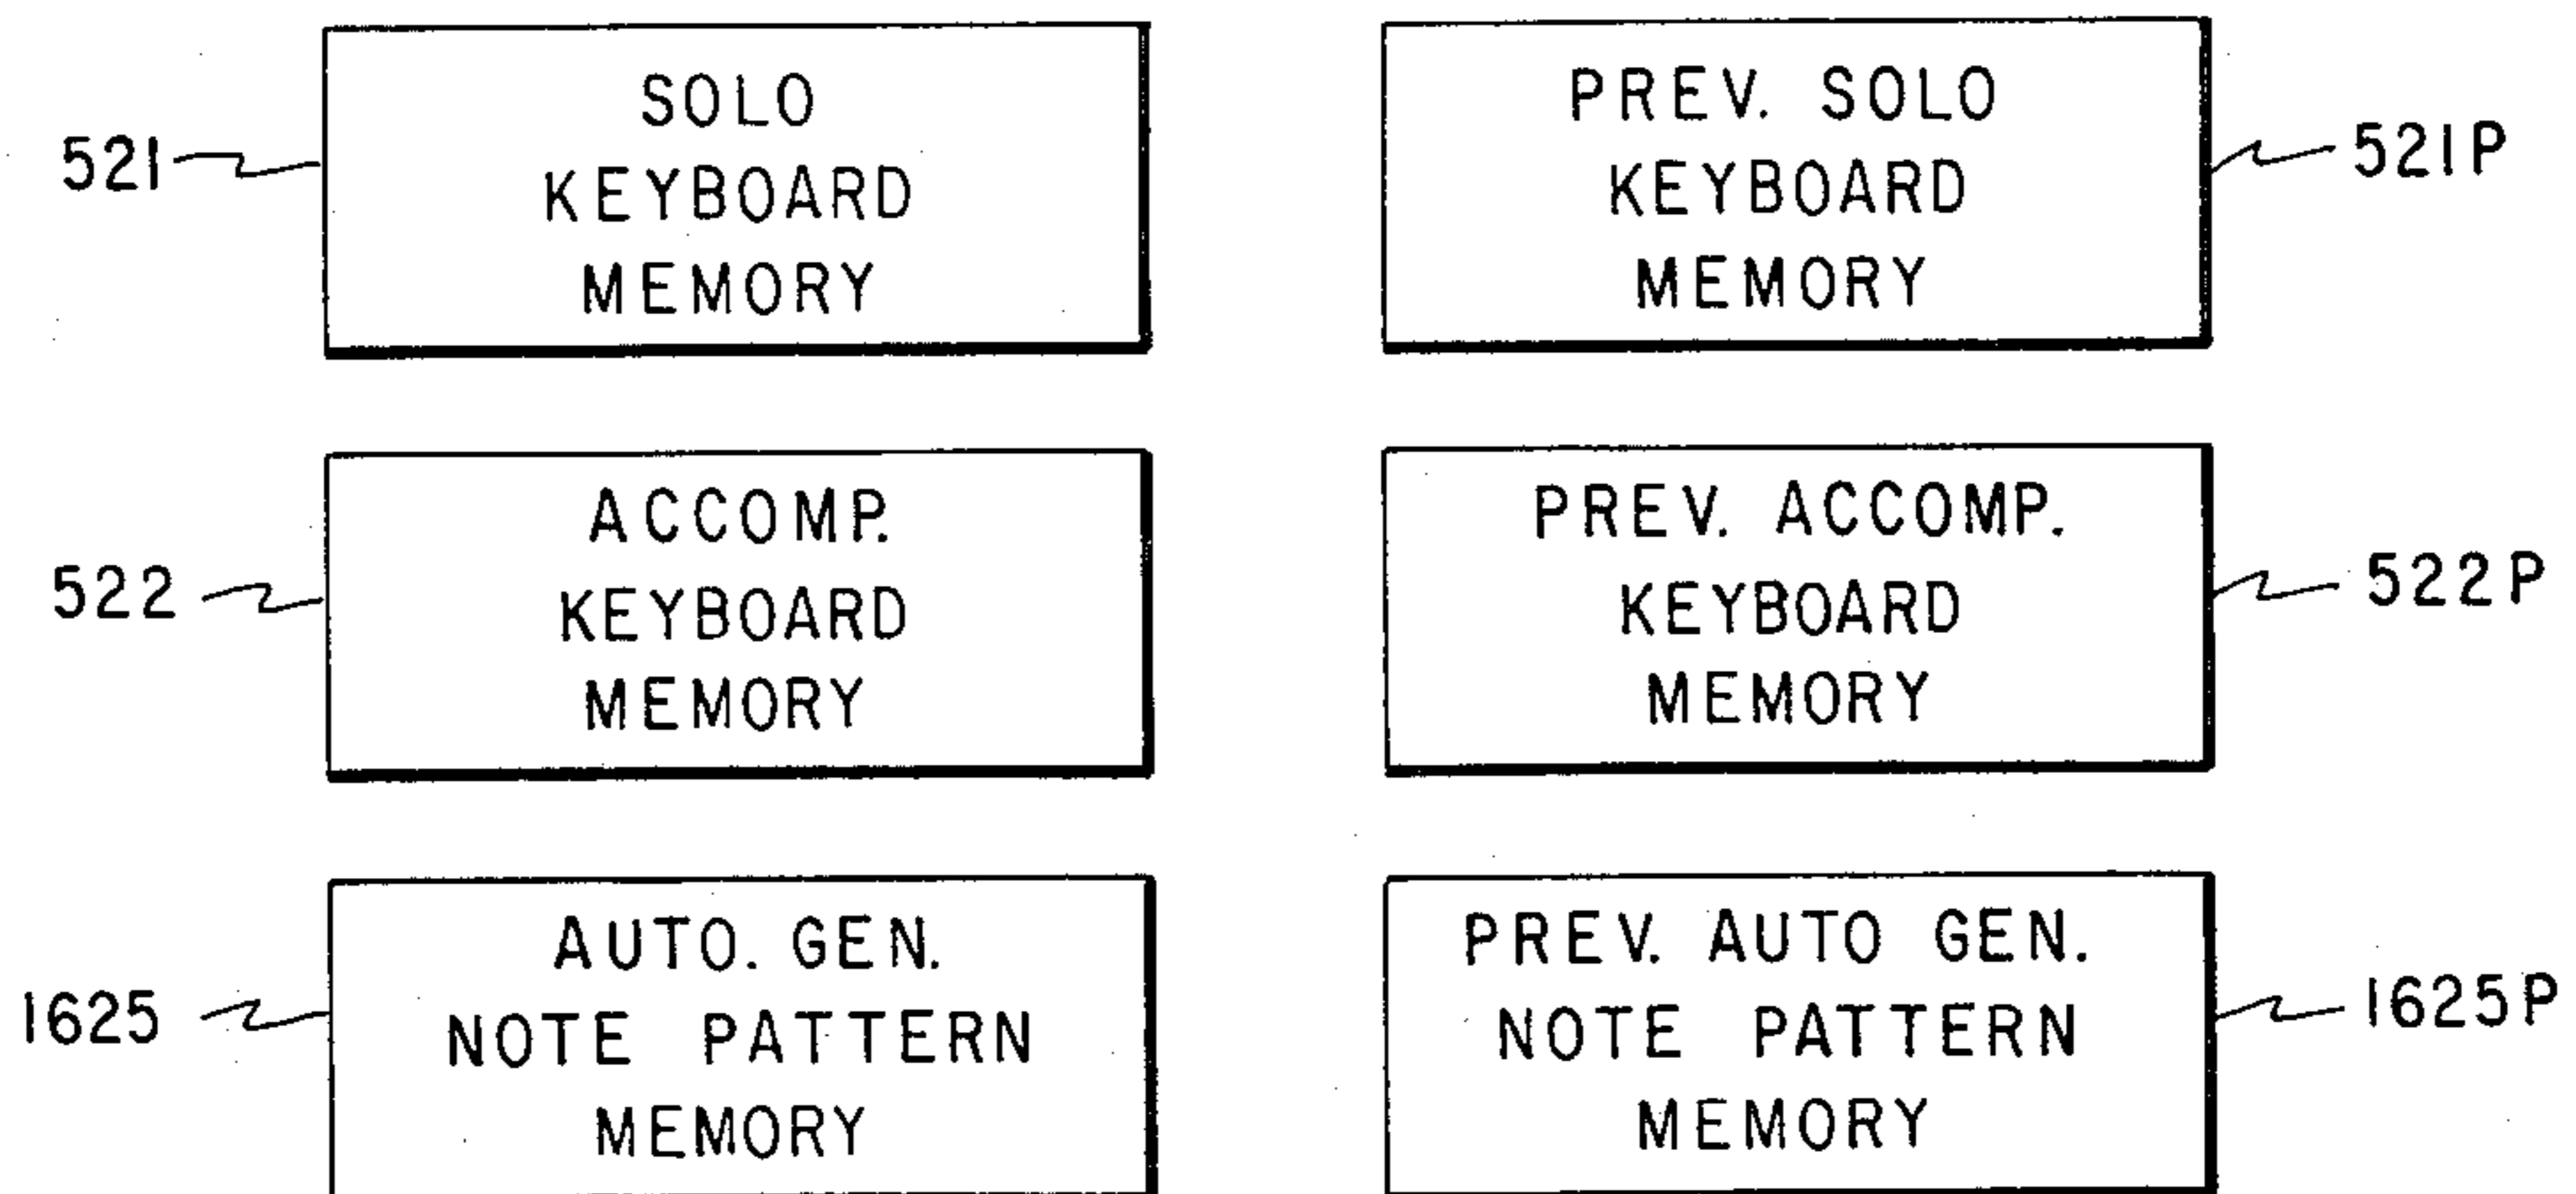 521
SOLO
KEYBOARD
MEMORY
PREV. SOLO
KEYBOARD
MEMORY
521P
522
ACCOMP.
KEYBOARD
MEMORY
PREV. ACCOMP.
KEYBOARD
MEMORY
522P
1625
AUTO. GEN.
NOTE PATTERN
MEMORY
PREV. AUTO GEN.
NOTE PATTERN
MEMORY
1625P